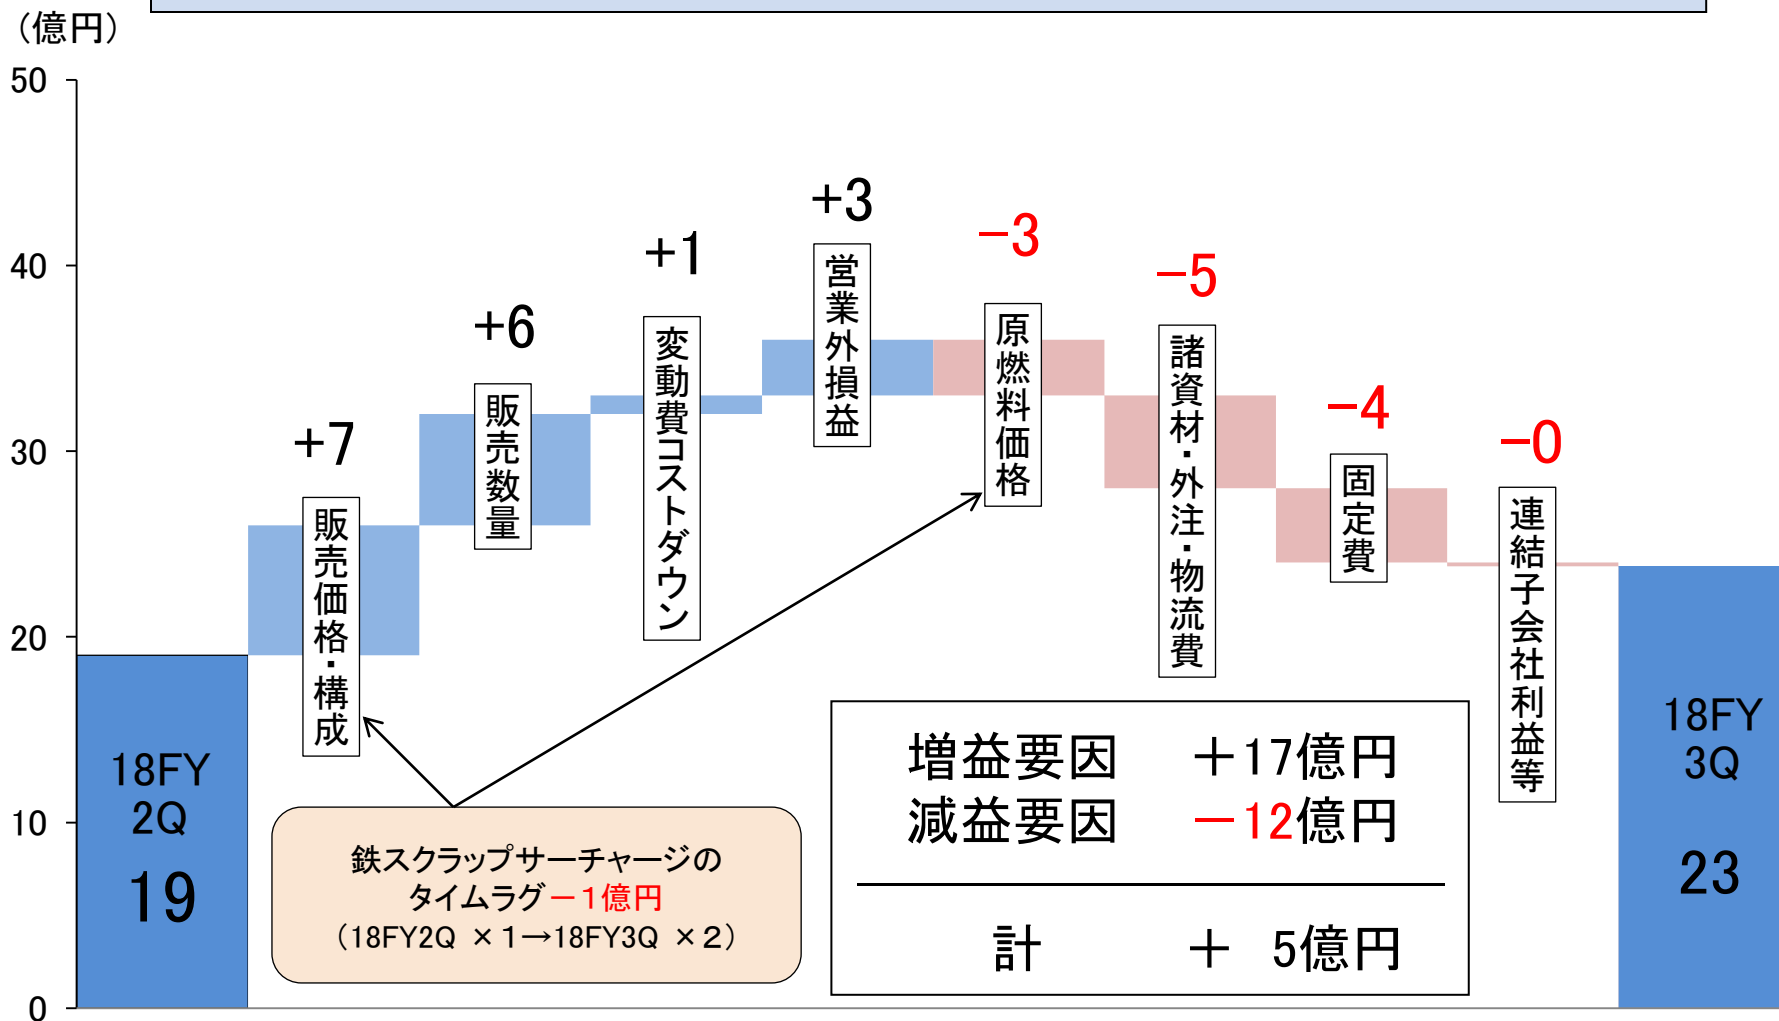 （億円）
50
40
30
20
10
0
18FY
2Q
19
+7
販売価格・構成
+6
販売数量
+1
変動費コストダウン
+3
営業外損益
−3
原燃料価格
−5
諸資材・外注・物流費
−4
固定費
−0
連結子会社利益等
18FY
3Q
23
鉄スクラップサーチャージの
タイムラグ－１億円
（18FY2Q ×１→18FY3Q ×２）
増益要因 ＋17億円
減益要因 －12億円
計 ＋ 5億円